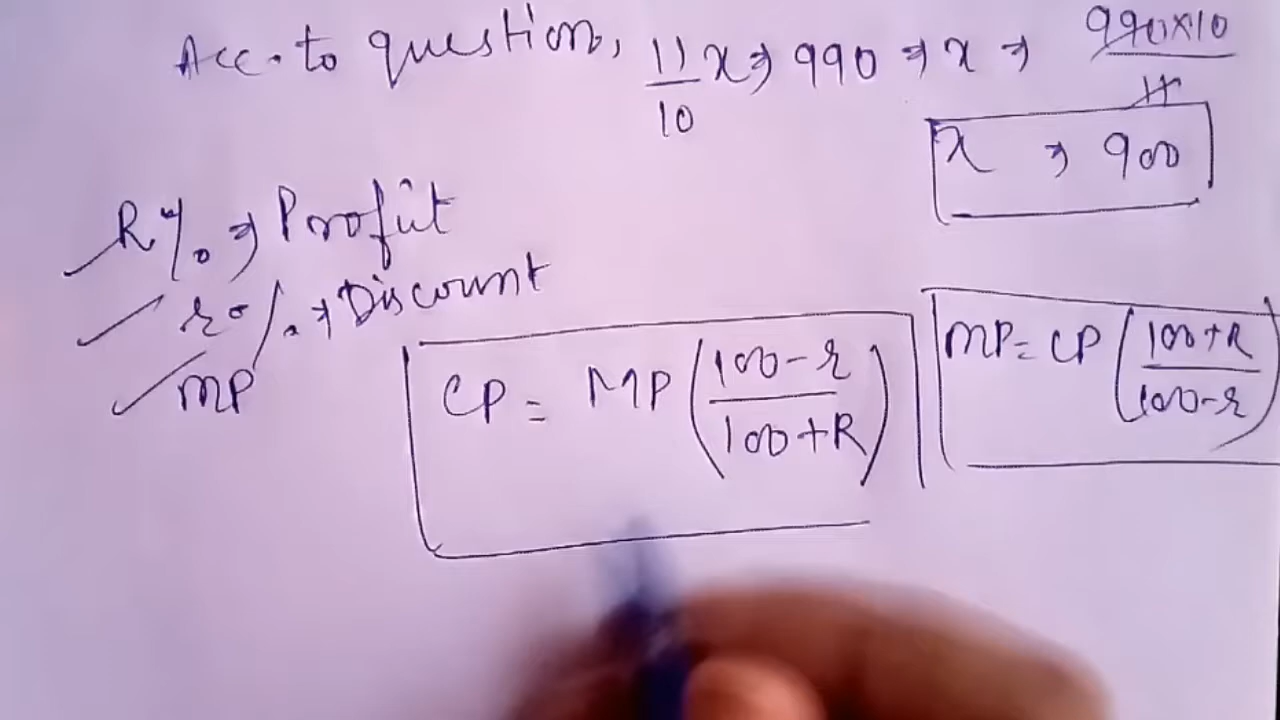 Acc. to question, 11/10 x ⇒ 990 ⇒ x ⇒ 990×10/11
x ⇒ 900
R% ⇒ Profit
r% ⇒ Discount
MP
CP = MP (100-r/100+R)
MP = CP (100+R/100-r)